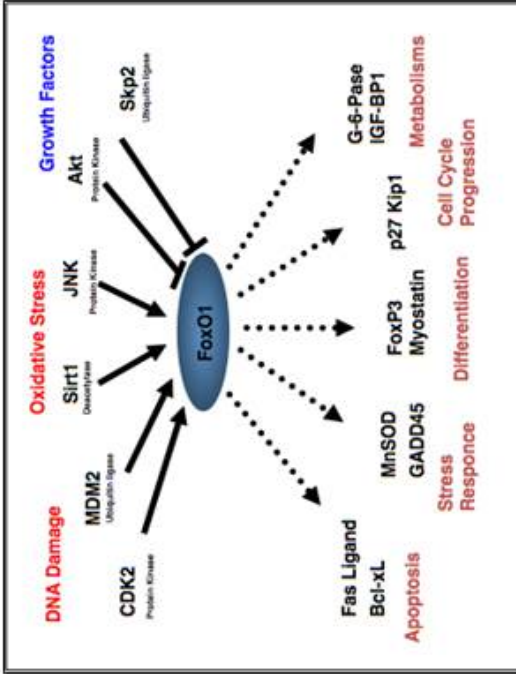 DNA Damage
Oxidative Stress
Growth Factors
CDK2
Protein Kinase
MDM2
Ubiquitin ligase
Sirt1
Deacetylase
JNK
Protein Kinase
Akt
Protein Kinase
Skp2
Ubiquitin ligase
FoxO1
Fas Ligand
Bcl-xL
Apoptosis
MnSOD
GADD45
Stress
Responce
FoxP3
Myostatin
Differentiation
p27 Kip1
Cell Cycle
Progression
G-6-Pase
IGF-BP1
Metabolisms